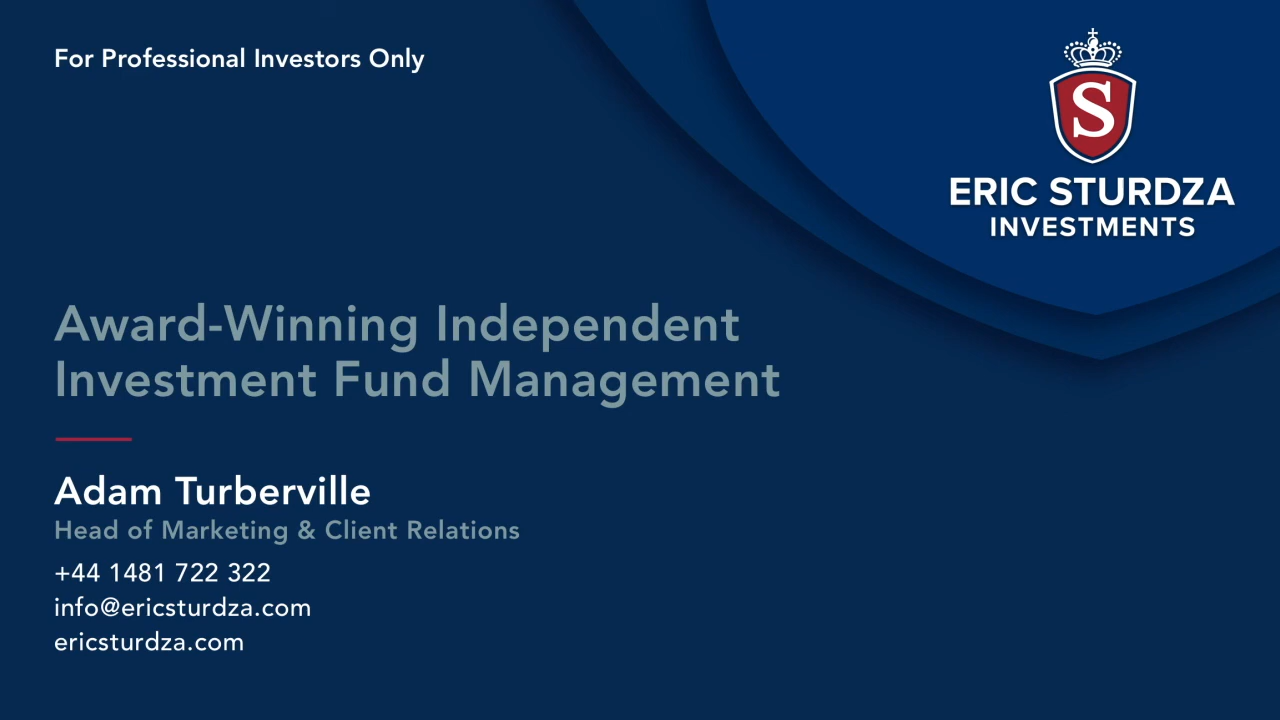 For Professional Investors Only
S
ERIC STURDZA
INVESTMENTS
Award-Winning Independent
Investment Fund Management
Adam Turberville
Head of Marketing & Client Relations
+44 1481 722 322
info@ericsturdza.com
ericsturdza.com